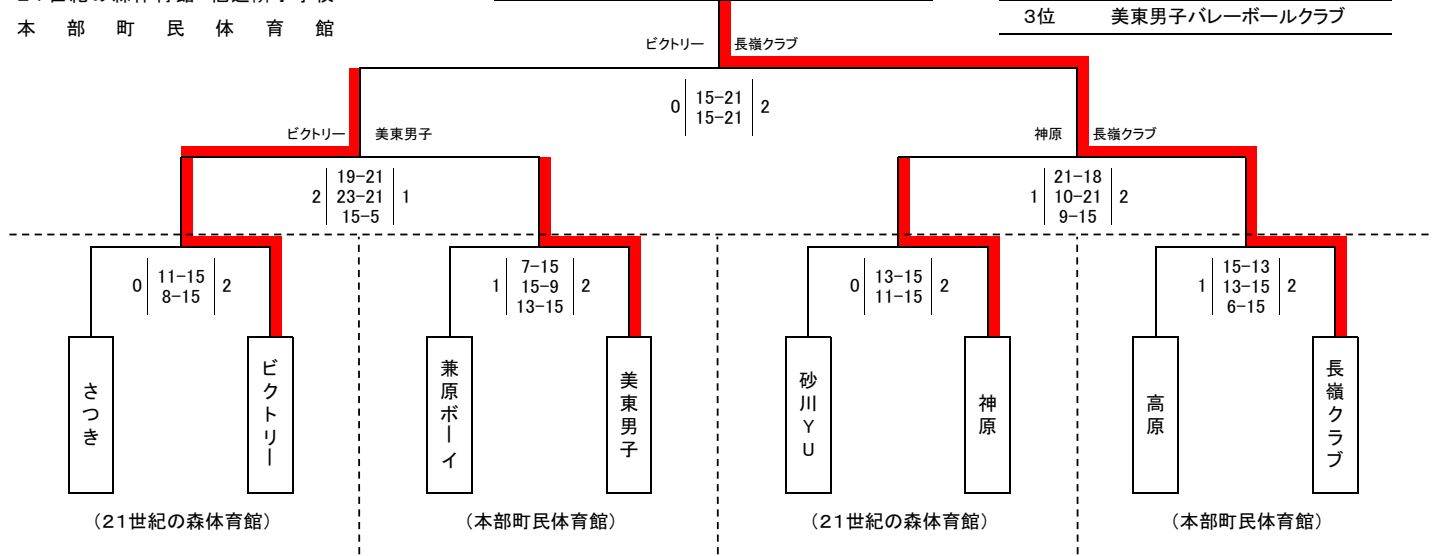 本部町民体育館
3位 美東男子バレーボールクラブ
ビクトリー 長嶺クラブ
0 15-21 2
15-21
ビクトリー 美東男子
神原 長嶺クラブ
19-21
2 23-21 1
15-5
21-18
1 10-21 2
9-15
0 11-15 2
8-15
7-15
1 15-9 2
13-15
0 13-15 2
11-15
15-13
1 13-15 2
6-15
さつき
ビクトリー
兼原ボーイ
美東男子
砂川YU
神原
高原
長嶺クラブ
(21世紀の森体育館)
(本部町民体育館)
(21世紀の森体育館)
(本部町民体育館)